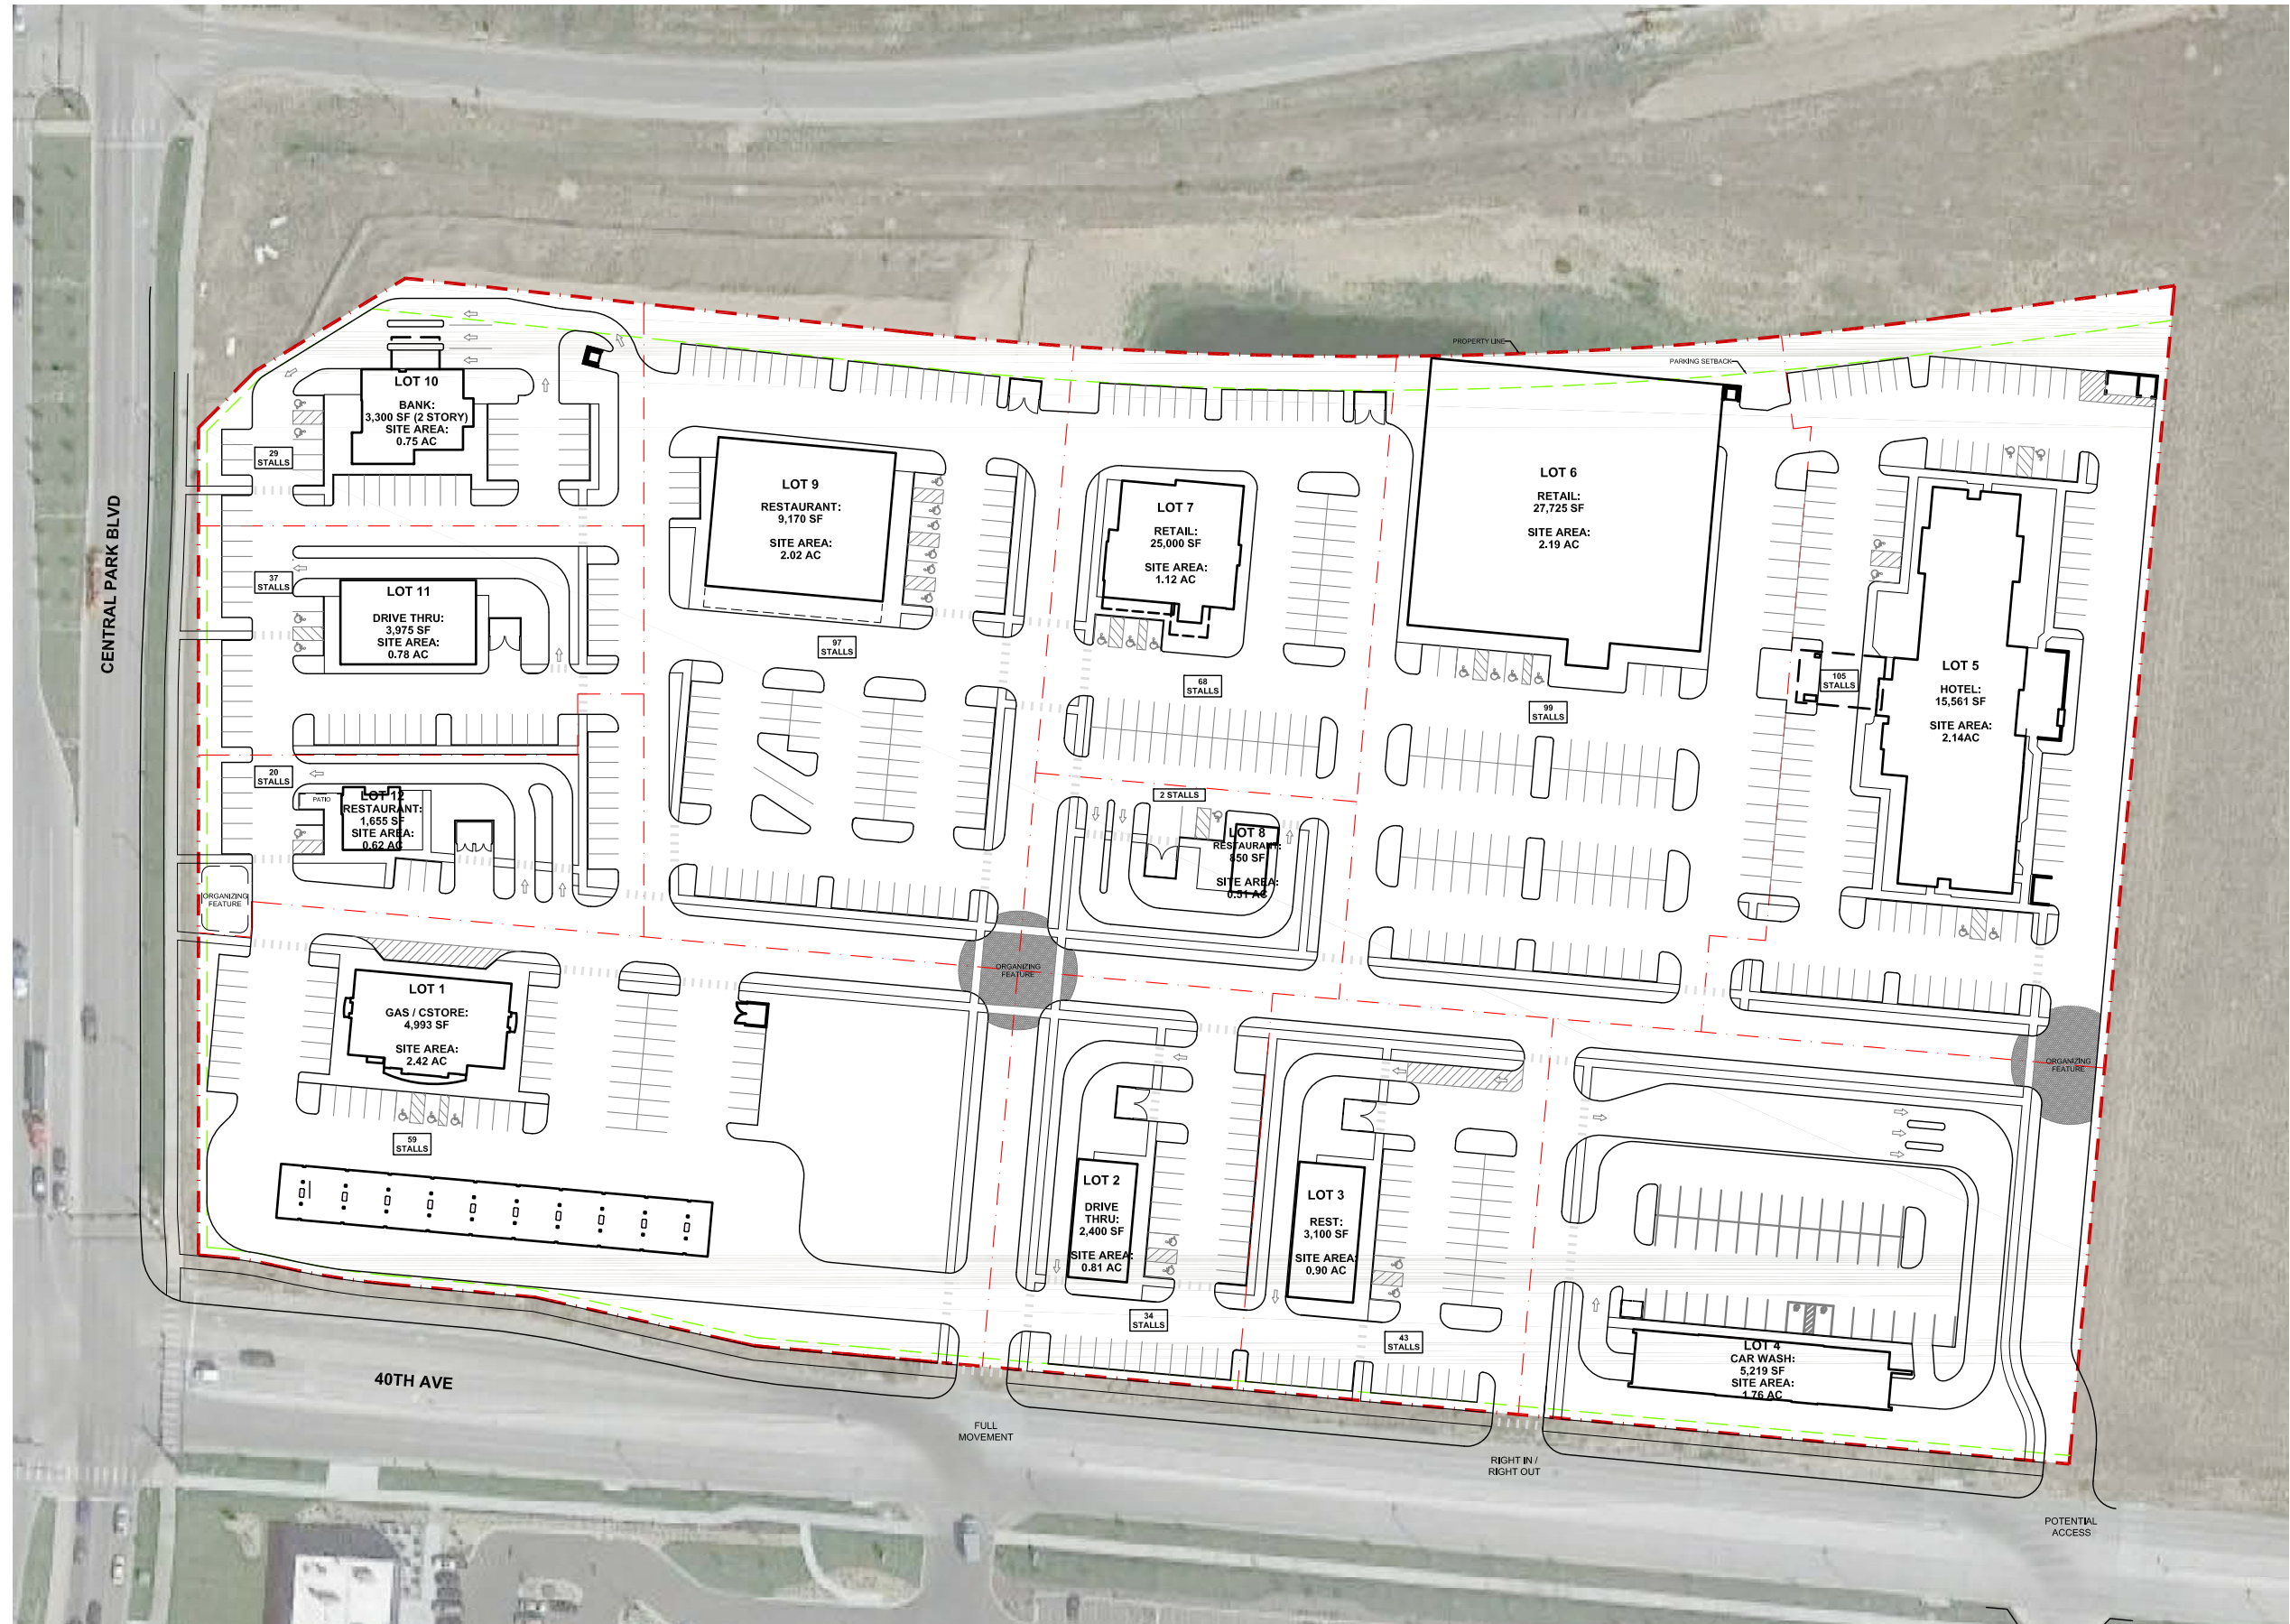 PROPERTY LINE
PARKING SETBACK
LOT 10
BANK:
3,300 SF (2 STORY)
SITE AREA:
0.75 AC
29
STALLS
LOT 9
RESTAURANT:
9,170 SF
SITE AREA:
2.02 AC
LOT 7
RETAIL:
25,000 SF
SITE AREA:
1.12 AC
LOT 6
RETAIL:
27,725 SF
SITE AREA:
2.19 AC
CENTRAL PARK BLVD
37
STALLS
LOT 11
DRIVE THRU:
3,975 SF
SITE AREA:
0.78 AC
97
STALLS
68
STALLS
99
STALLS
105
STALLS
LOT 5
HOTEL:
15,561 SF
SITE AREA:
2.14AC
20
STALLS
PATIO
LOT 12
RESTAURANT:
1,655 SF
SITE AREA:
0.62 AC
2 STALLS
LOT 8
RESTAURANT:
850 SF
SITE AREA:
0.51 AC
ORGANIZING
FEATURE
ORGANIZING
FEATURE
ORGANIZING
FEATURE
LOT 1
GAS / CSTORE:
4,993 SF
SITE AREA:
2.42 AC
59
STALLS
LOT 2
DRIVE
THRU:
2,400 SF
SITE AREA:
0.81 AC
LOT 3
REST:
3,100 SF
SITE AREA:
0.90 AC
34
STALLS
43
STALLS
LOT 4
CAR WASH:
5,219 SF
SITE AREA:
1.76 AC
40TH AVE
FULL
MOVEMENT
RIGHT IN /
RIGHT OUT
POTENTIAL
ACCESS